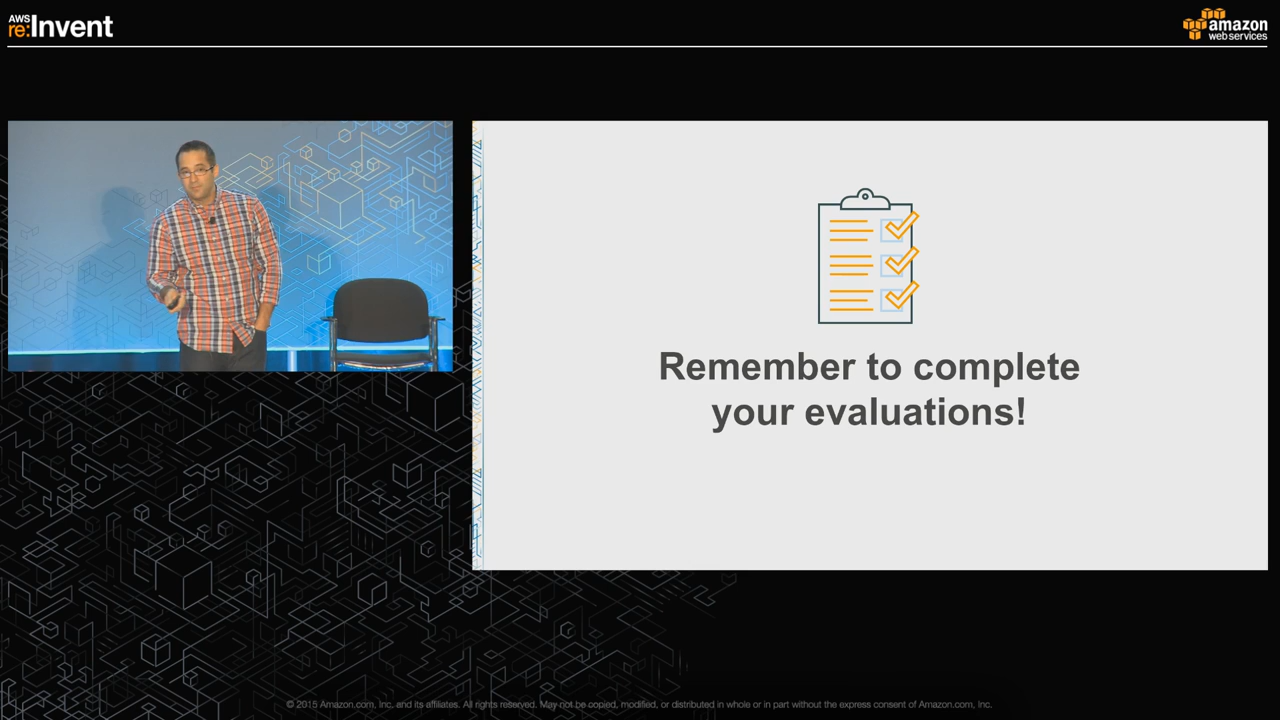 AWS
re:Invent
amazon
web services
Remember to complete
your evaluations!
© 2015 Amazon.com, Inc. and its affiliates. All rights reserved. May not be copied, modified, or distributed in whole or in part without the express consent of Amazon.com, Inc.